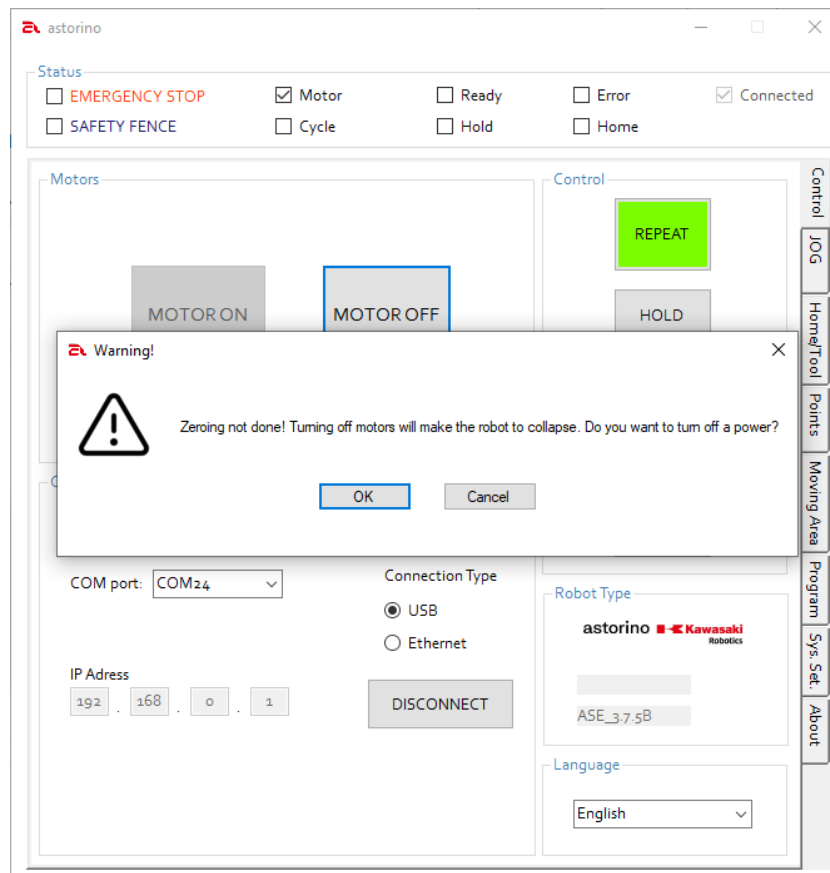 astorino
Status
EMERGENCY STOP
Motor
Ready
Error
Connected
SAFETY FENCE
Cycle
Hold
Home
Motors
Control
REPEAT
MOTOR ON
MOTOR OFF
HOLD
Control
JOG
Home/Tool
Points
Moving Area
Program
Sys. Set.
About
Warning!
Zeroing not done! Turning off motors will make the robot to collapse. Do you want to turn off a power?
OK
Cancel
COM port:
COM24
Connection Type
USB
Ethernet
IP Adress
192 . 168 . 0 . 1
DISCONNECT
Robot Type
astorino Kawasaki
Robotics
ASE_3.7.5B
Language
English